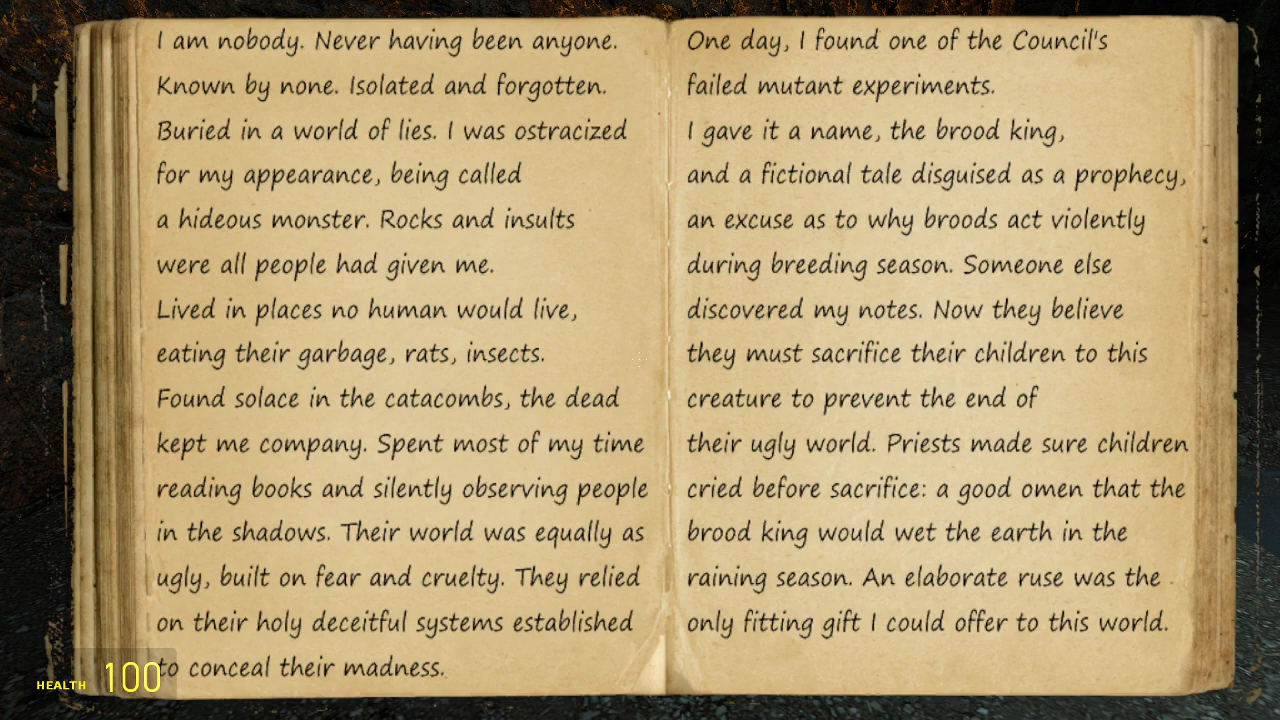 I am nobody. Never having been anyone.
Known by none. Isolated and forgotten.
Buried in a world of lies. I was ostracized
for my appearance, being called
a hideous monster. Rocks and insults
were all people had given me.
Lived in places no human would live,
eating their garbage, rats, insects.
Found solace in the catacombs, the dead
kept me company. Spent most of my time
reading books and silently observing people
in the shadows. Their world was equally as
ugly, built on fear and cruelty. They relied
on their holy deceitful systems established
to conceal their madness.
One day, I found one of the Council's
failed mutant experiments.
I gave it a name, the brood king,
and a fictional tale disguised as a prophecy,
an excuse as to why broods act violently
during breeding season. Someone else
discovered my notes. Now they believe
they must sacrifice their children to this
creature to prevent the end of
their ugly world. Priests made sure children
cried before sacrifice: a good omen that the
brood king would wet the earth in the
raining season. An elaborate ruse was the
only fitting gift I could offer to this world.
HEALTH 100